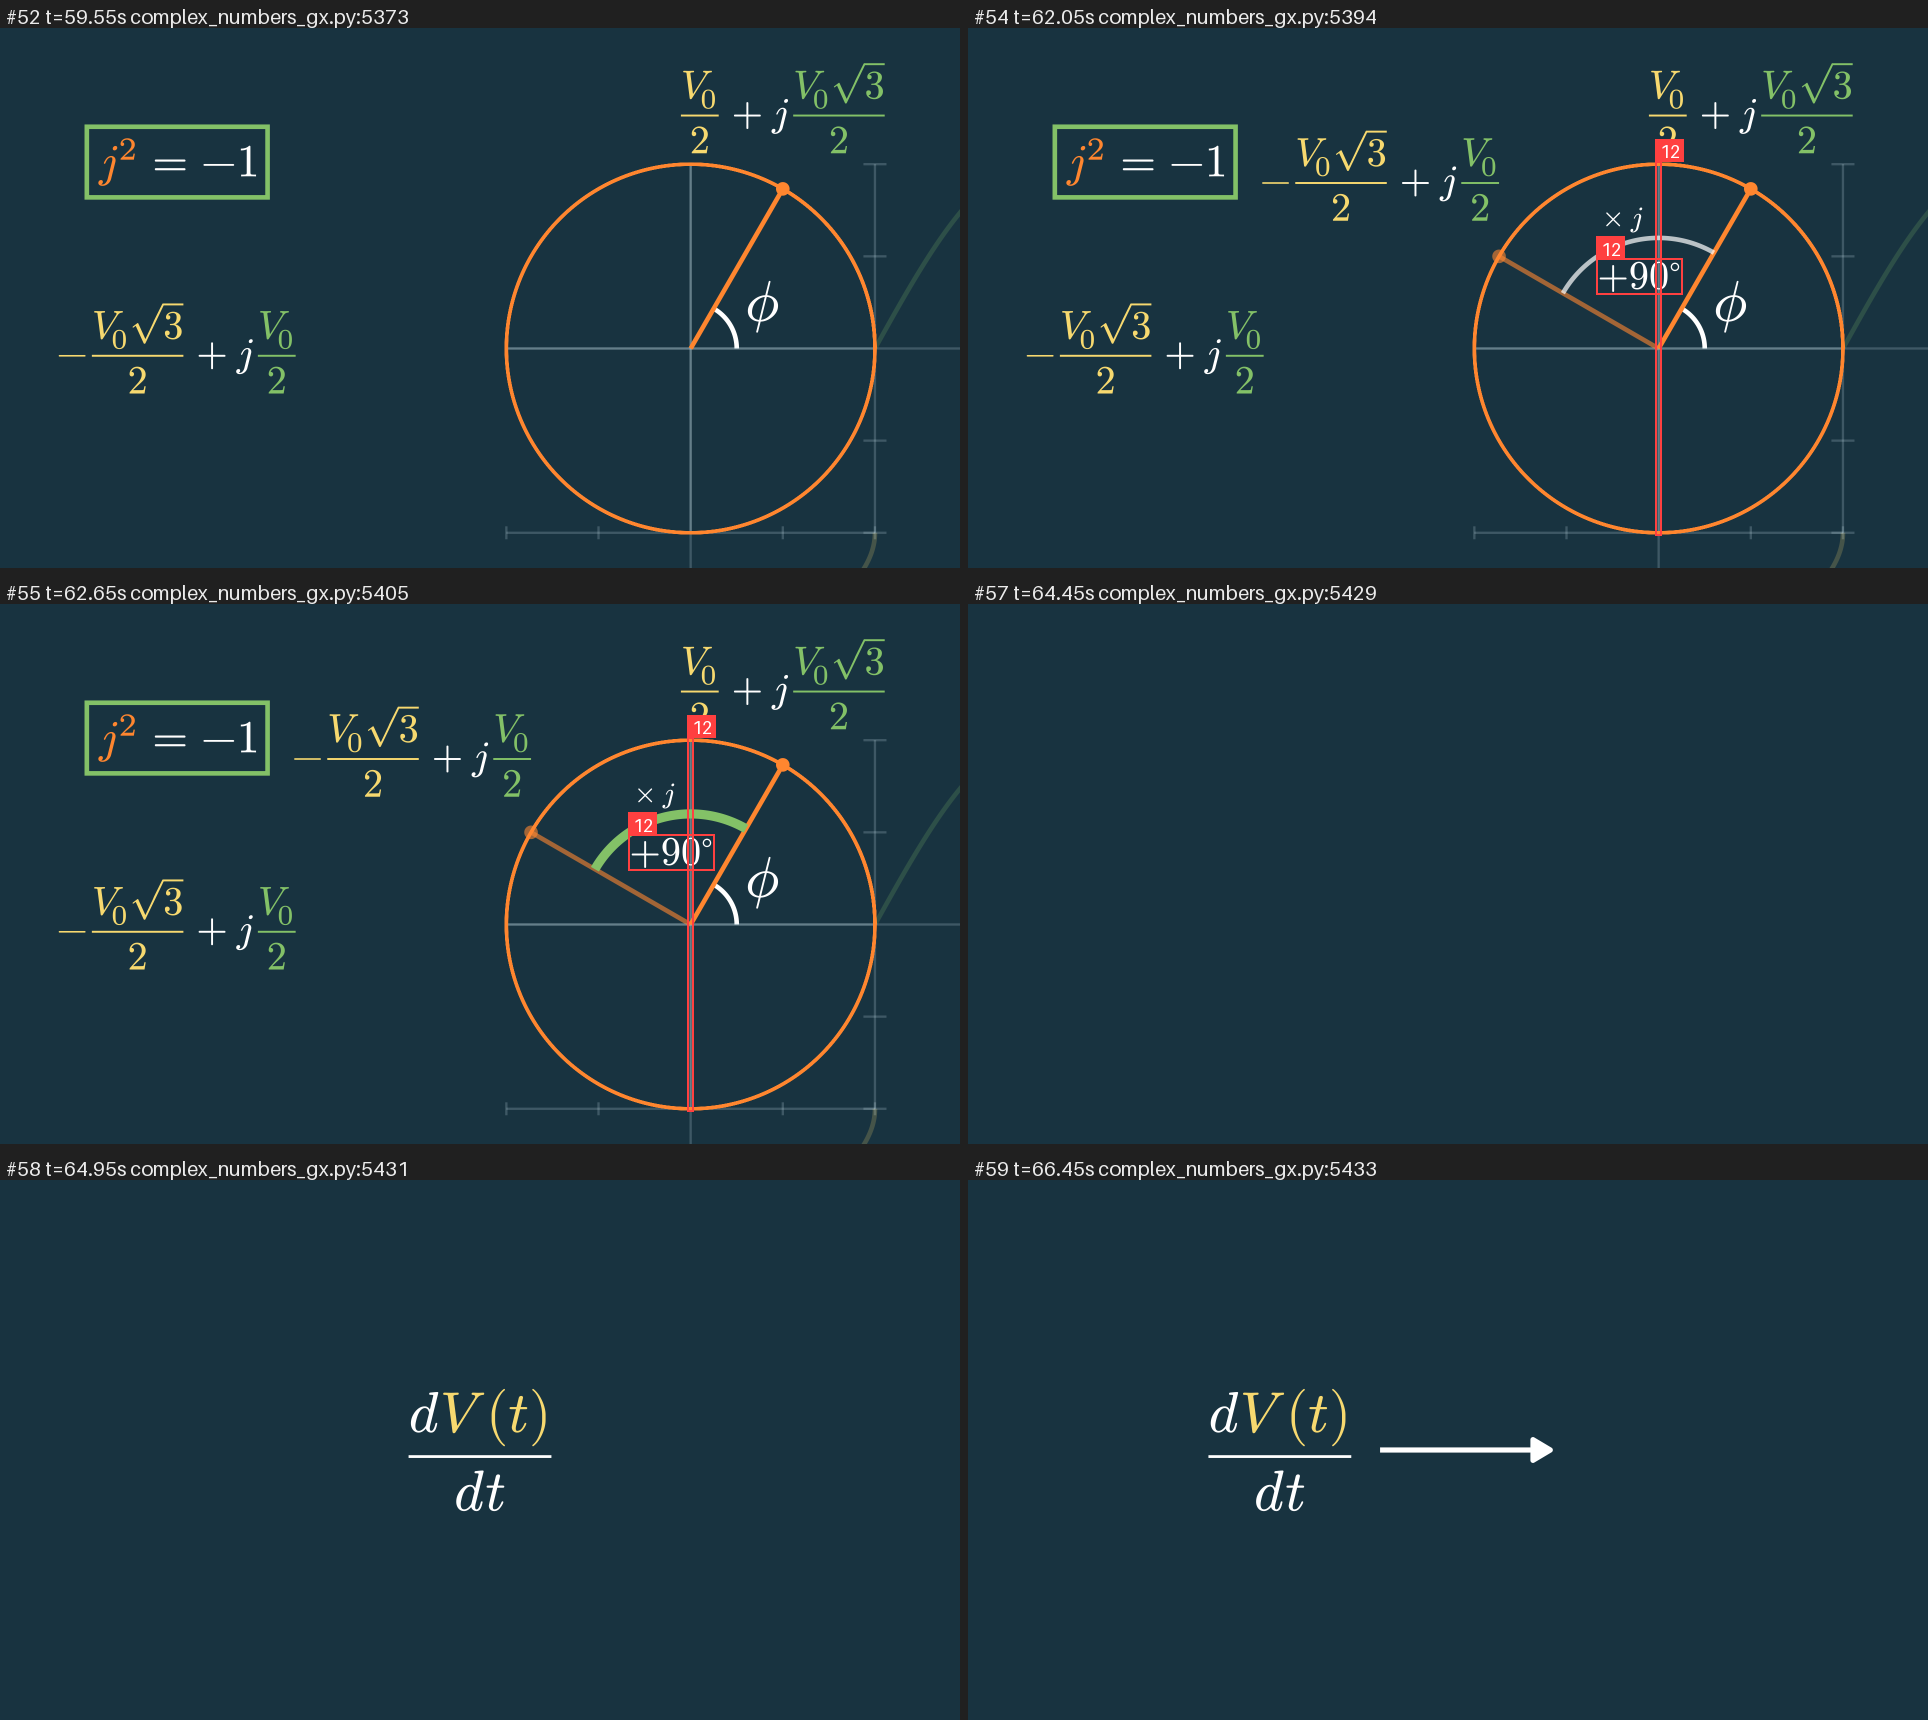 #52 t=59.55s complex_numbers_gx.py:5373
j² = −1
V₀/2 + j V₀√3/2
−V₀√3/2 + j V₀/2
ϕ
#54 t=62.05s complex_numbers_gx.py:5394
j² = −1
−V₀√3/2 + j V₀/2
V₀/2 + j V₀√3/2
12
× j
12
+90°
ϕ
−V₀√3/2 + j V₀/2
#55 t=62.65s complex_numbers_gx.py:5405
j² = −1
−V₀√3/2 + j V₀/2
V₀/2 + j V₀√3/2
12
× j
12
+90°
ϕ
−V₀√3/2 + j V₀/2
#57 t=64.45s complex_numbers_gx.py:5429
#58 t=64.95s complex_numbers_gx.py:5431
dV(t)
dt
#59 t=66.45s complex_numbers_gx.py:5433
dV(t)
dt